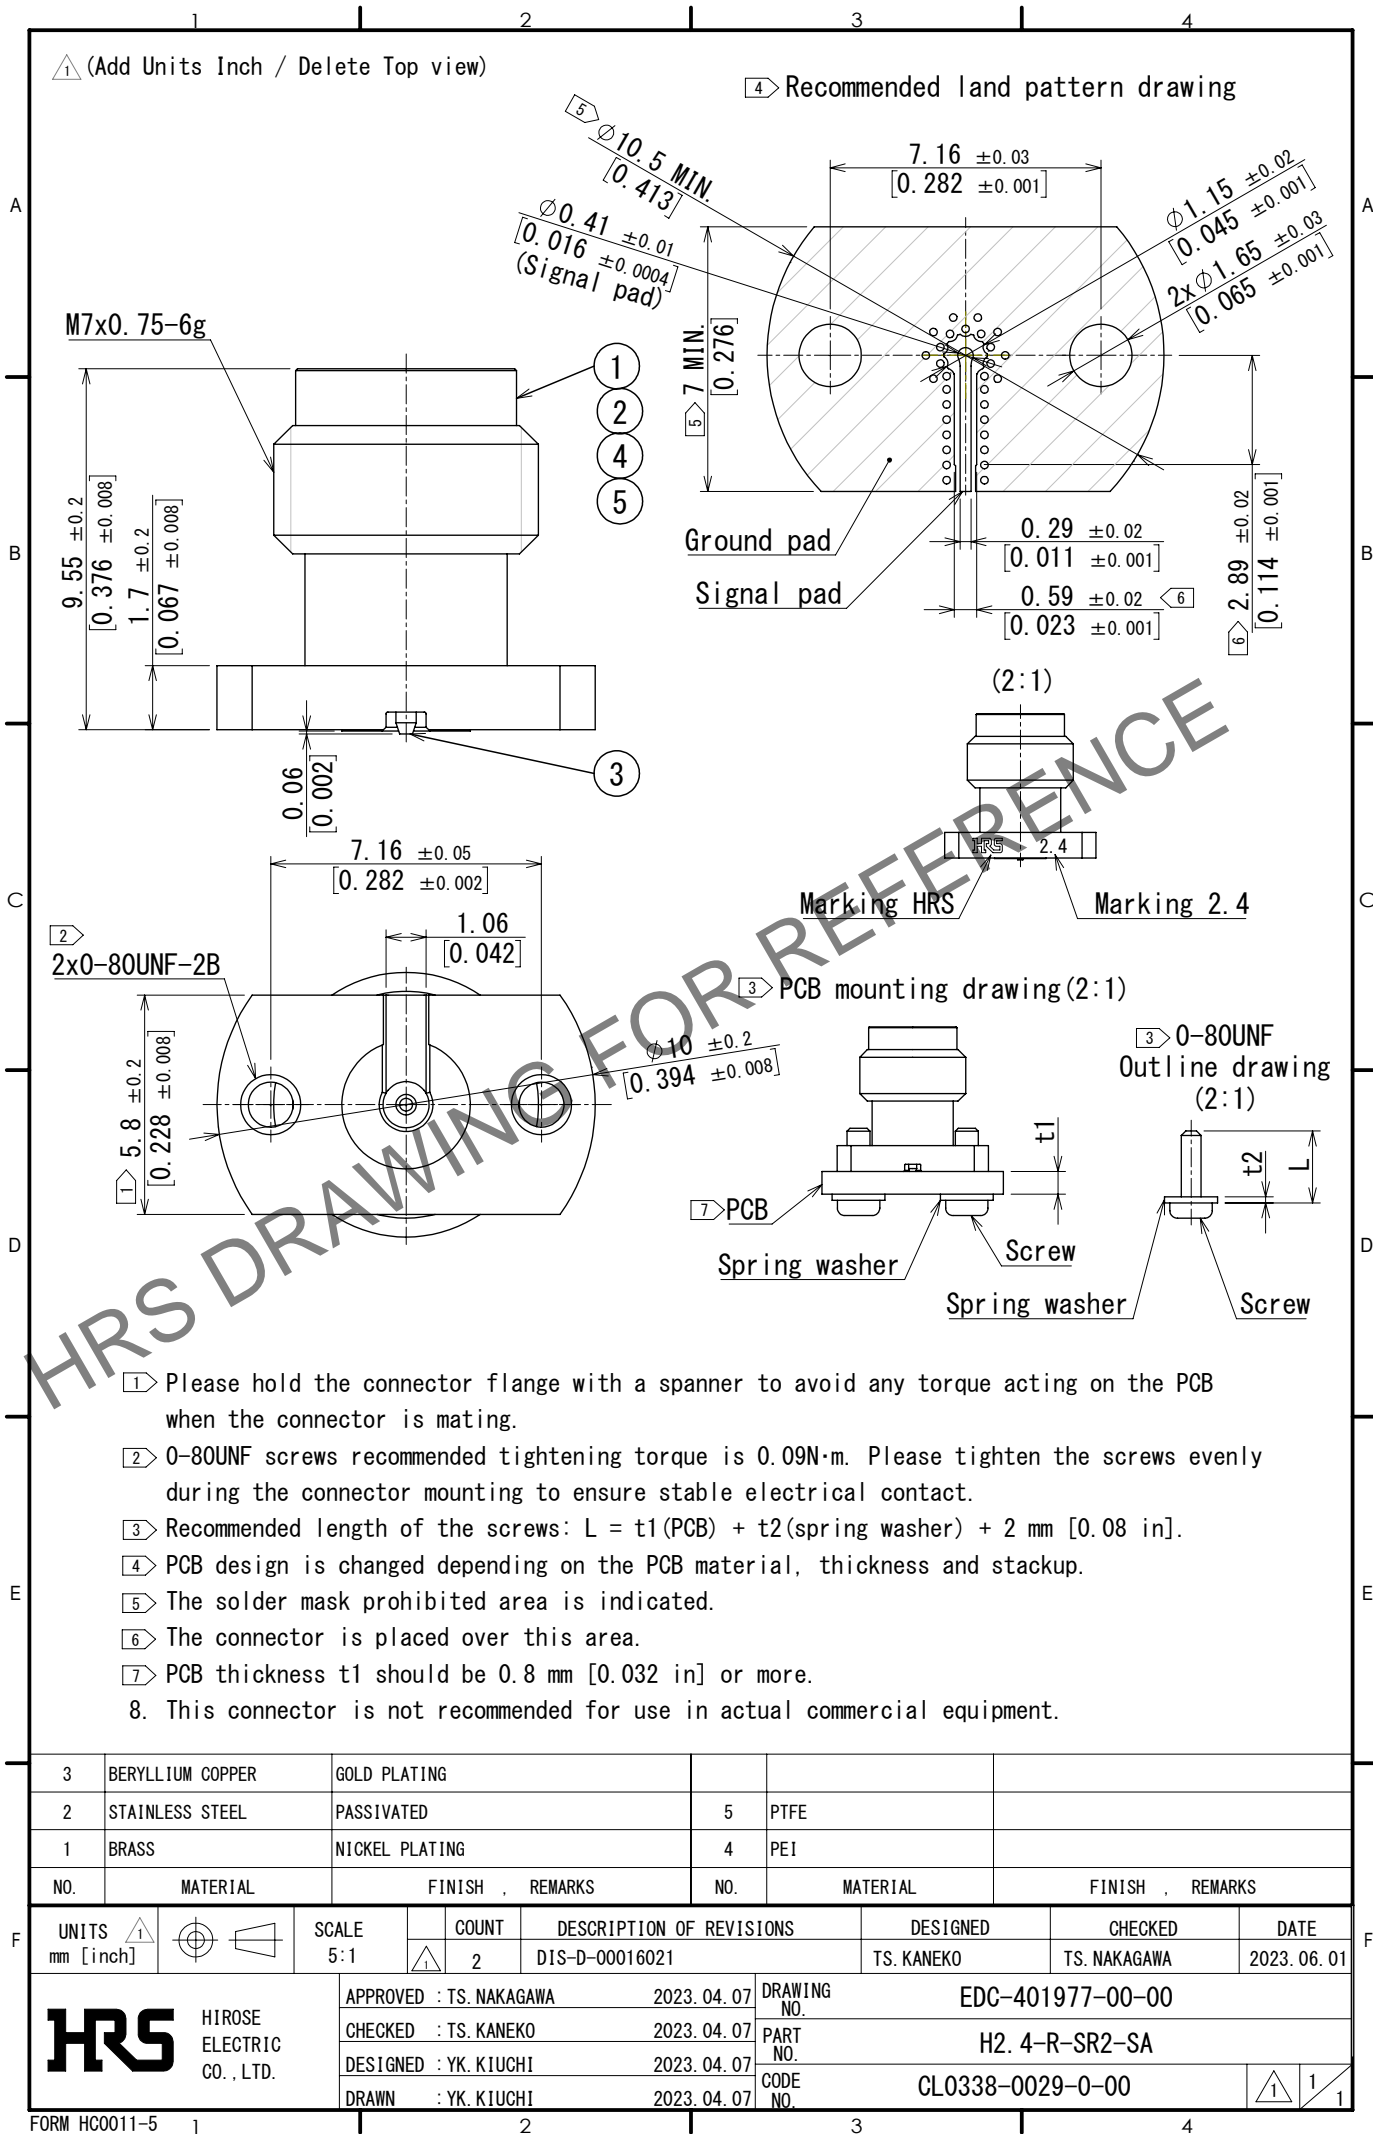 1 2 3 4
1 (Add Units Inch / Delete Top view)
4 Recommended land pattern drawing
5 ∅10.5 MIN.
[0.413]
∅0.41 ±0.01
[0.016 ±0.0004]
(Signal pad)
7.16 ±0.03
[0.282 ±0.001]
∅1.15 ±0.02
[0.045 ±0.001]
2x∅1.65 ±0.03
[0.065 ±0.001]
5 7 MIN.
[0.276]
Ground pad
Signal pad
0.29 ±0.02
[0.011 ±0.001]
0.59 ±0.02 6
[0.023 ±0.001]
6 2.89 ±0.02
[0.114 ±0.001]
M7x0.75-6g
1
2
4
5
9.55 ±0.2
[0.376 ±0.008]
1.7 ±0.2
[0.067 ±0.008]
0.06
[0.002]
3
(2:1)
HRS 2.4
Marking HRS
Marking 2.4
7.16 ±0.05
[0.282 ±0.002]
1.06
[0.042]
2
2x0-80UNF-2B
1 5.8 ±0.2
[0.228 ±0.008]
∅10 ±0.2
[0.394 ±0.008]
3 PCB mounting drawing(2:1)
t1
7 PCB
Spring washer
Screw
3 0-80UNF
Outline drawing
(2:1)
t2
L
Spring washer
Screw
HRS DRAWING FOR REFERENCE
1 Please hold the connector flange with a spanner to avoid any torque acting on the PCB
when the connector is mating.
2 0-80UNF screws recommended tightening torque is 0.09N·m. Please tighten the screws evenly
during the connector mounting to ensure stable electrical contact.
3 Recommended length of the screws: L = t1(PCB) + t2(spring washer) + 2 mm [0.08 in].
4 PCB design is changed depending on the PCB material, thickness and stackup.
5 The solder mask prohibited area is indicated.
6 The connector is placed over this area.
7 PCB thickness t1 should be 0.8 mm [0.032 in] or more.
8. This connector is not recommended for use in actual commercial equipment.
3 BERYLLIUM COPPER GOLD PLATING
2 STAINLESS STEEL PASSIVATED 5 PTFE
1 BRASS NICKEL PLATING 4 PEI
NO. MATERIAL FINISH , REMARKS NO. MATERIAL FINISH , REMARKS
UNITS 1 SCALE COUNT DESCRIPTION OF REVISIONS DESIGNED CHECKED DATE
mm [inch] 5:1 1 2 DIS-D-00016021 TS.KANEKO TS.NAKAGAWA 2023.06.01
HRS
HIROSE
ELECTRIC
CO.,LTD.
APPROVED : TS.NAKAGAWA 2023.04.07
CHECKED : TS.KANEKO 2023.04.07
DESIGNED : YK.KIUCHI 2023.04.07
DRAWN : YK.KIUCHI 2023.04.07
DRAWING NO. EDC-401977-00-00
PART NO. H2.4-R-SR2-SA
CODE NO. CL0338-0029-0-00 1 1/1
FORM HC0011-5 1 2 3 4
A B C D E F
A B C D E F